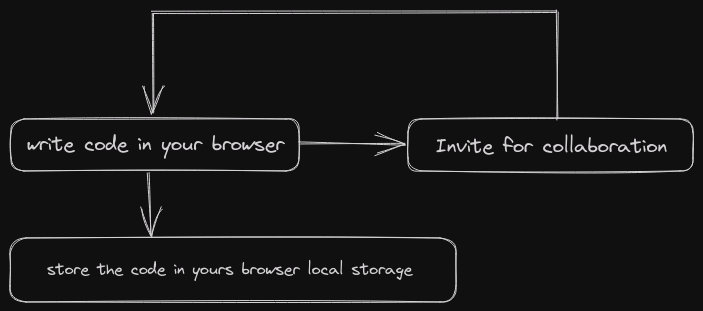 write code in your browser
Invite for collaboration
store the code in yours browser local storage